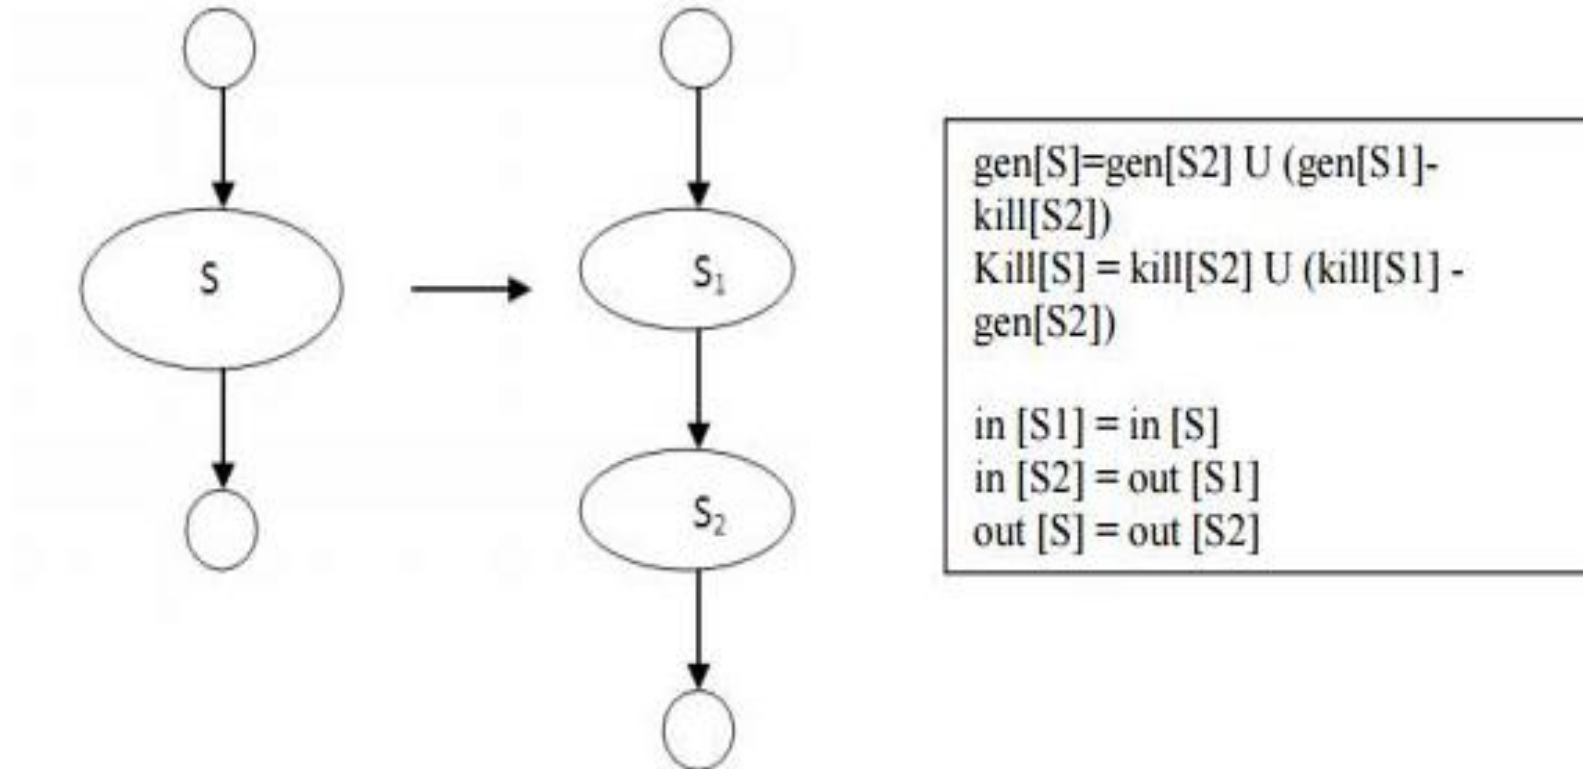 S
S₁
S₂
gen[S]=gen[S2] U (gen[S1]-
kill[S2])
Kill[S] = kill[S2] U (kill[S1] -
gen[S2])
in [S1] = in [S]
in [S2] = out [S1]
out [S] = out [S2]